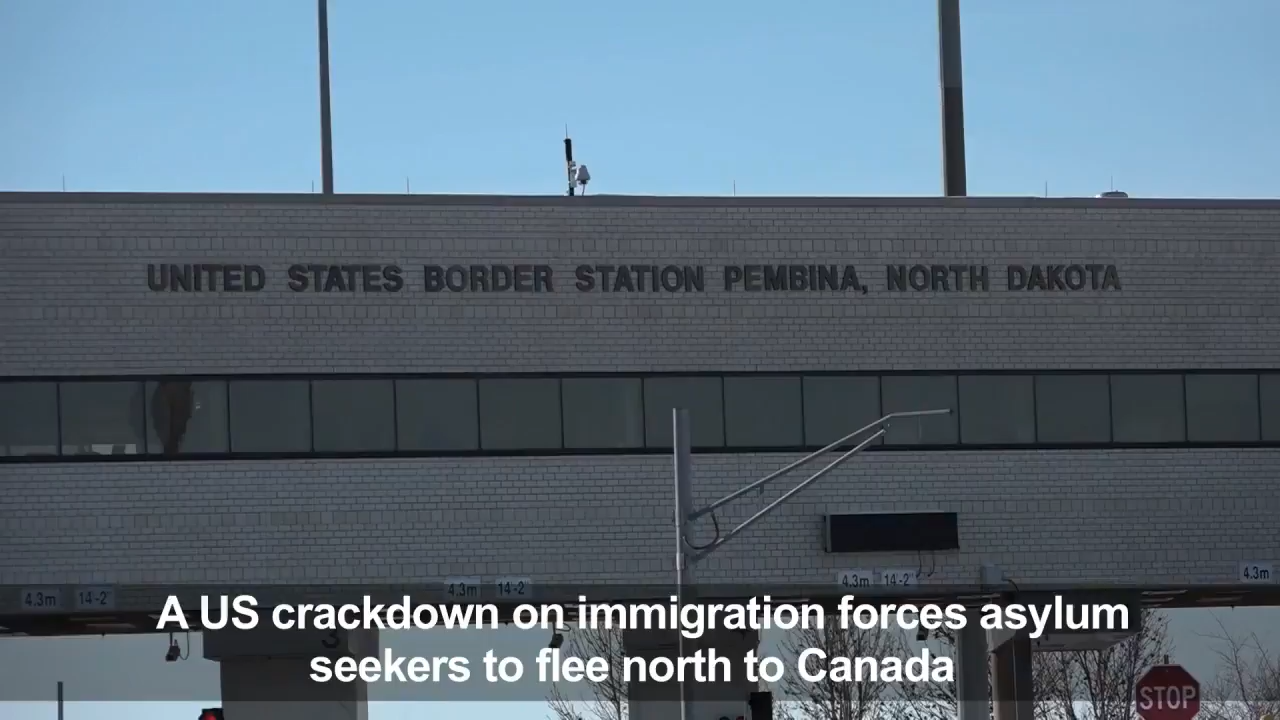 UNITED STATES BORDER STATION PEMBINA, NORTH DAKOTA
4.3m 14-2' 4.3m 14-2' 4.3m 14-2' 4.3m
A US crackdown on immigration forces asylum
seekers to flee north to Canada
3
STOP